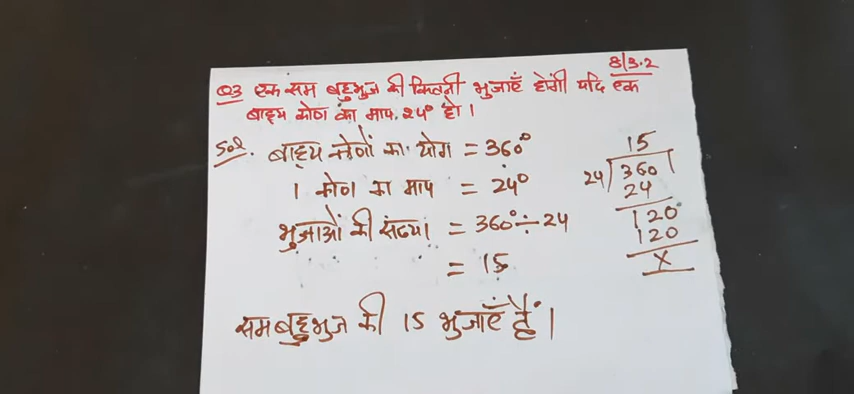 8/3.2
Q3 एक सम बहुभुज की कितनी भुजाएँ होंगी यदि एक
बाह्य कोण का माप 24° हो।
Sol. बाह्य कोणों का योग = 360°
1 कोण का माप = 24°
भुजाओं की संख्या = 360° ÷ 24
= 15
सम बहुभुज की 15 भुजाएँ हैं।
15
24 360
24
120
120
X